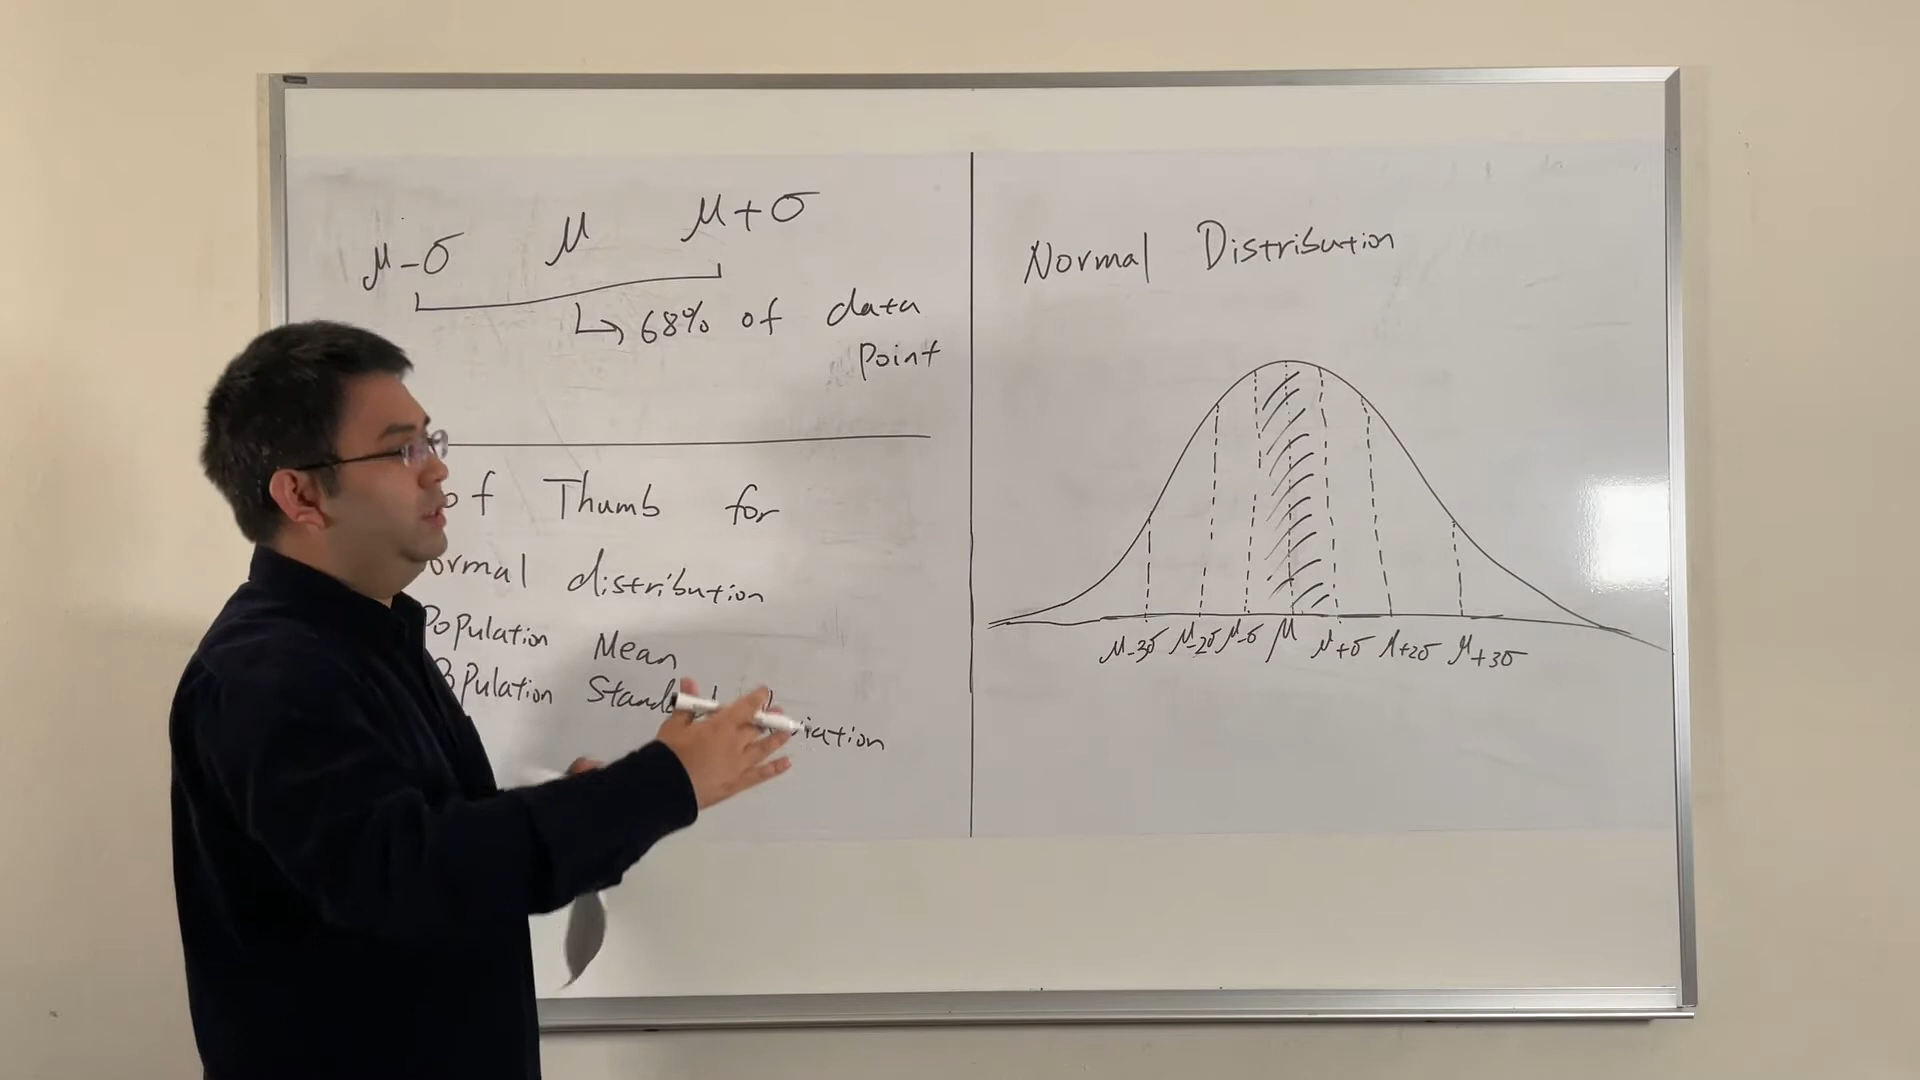 μ-σ μ μ+σ
68% of data
point
of Thumb for
ormal distribution
Population Mean
Population Standard
viation
Normal Distribution
μ-3σ μ-2σ μ-σ μ μ+σ μ+2σ μ+3σ